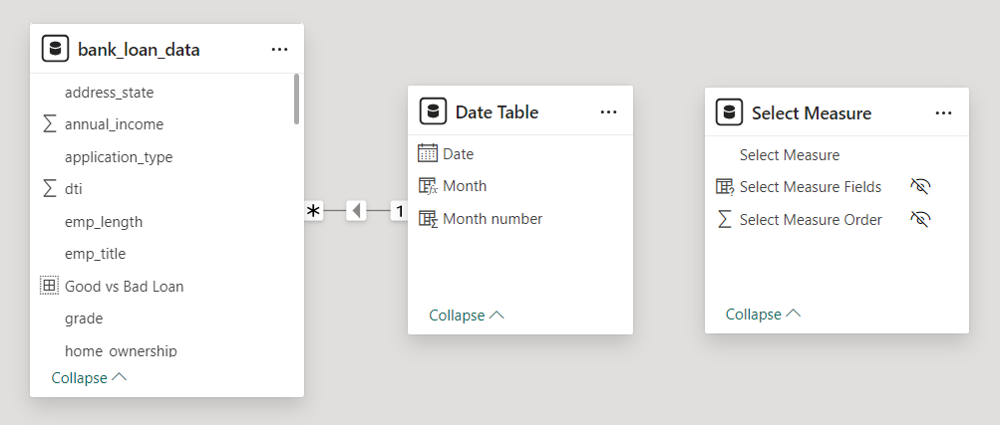 bank_loan_data
address_state
annual_income
application_type
dti
emp_length
emp_title
Good vs Bad Loan
grade
home_ownership
Collapse
*
1
Date Table
Date
Month
Month number
Collapse
Select Measure
Select Measure
Select Measure Fields
Select Measure Order
Collapse